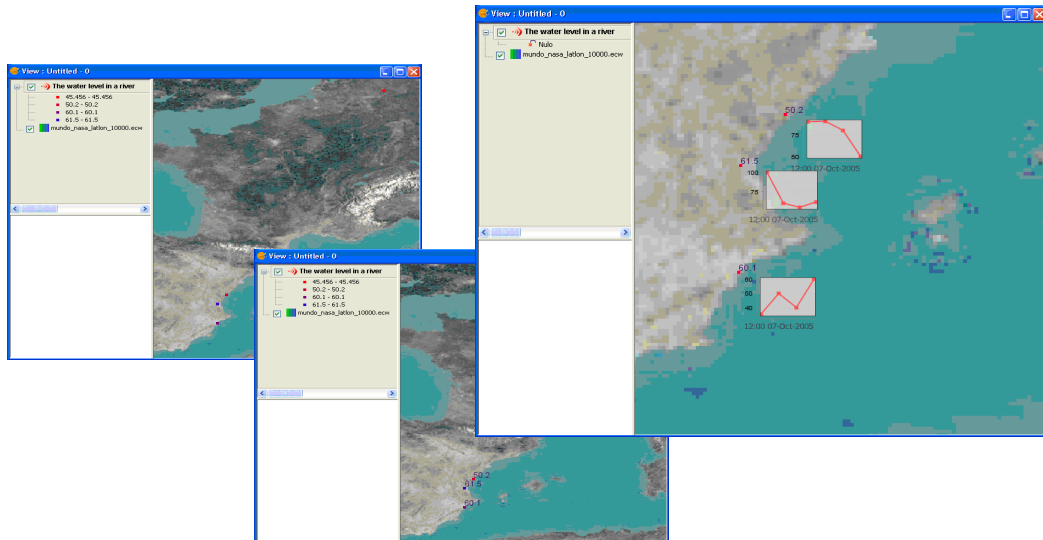 View : Untitled - 0
The water level in a river
45.456 - 45.456
50.2 - 50.2
60.1 - 60.1
61.5 - 61.5
mundo_nasa_latlon_10000.ecw
View : Untitled - 0
The water level in a river
45.456 - 45.456
50.2 - 50.2
60.1 - 60.1
61.5 - 61.5
mundo_nasa_latlon_10000.ecw
50.2
61.5
60.1
View : Untitled - 0
The water level in a river
Nulo
mundo_nasa_latlon_10000.ecw
50.2
75
50
12:00 07-Oct-2005
61.5
100
75
12:00 07-Oct-2005
60.1
80
60
40
12:00 07-Oct-2005